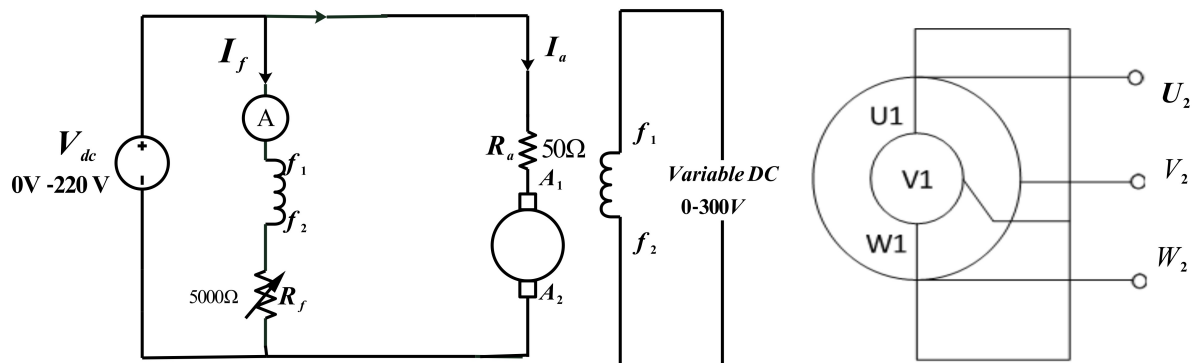 I_f
A
V_dc
0V -220 V
f_1
f_2
5000Ω
R_f
I_a
R_a 50Ω
A_1
A_2
f_1
f_2
Variable DC
0-300V
U1
V1
W1
U_2
V_2
W_2